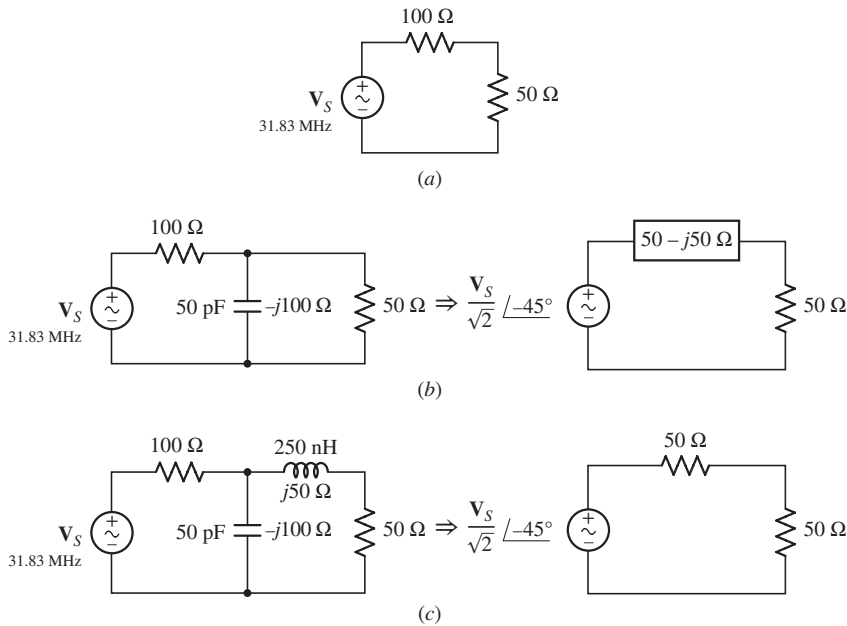 100 Ω
+
−
V_S
50 Ω
31.83 MHz
(a)
100 Ω
50 – j50 Ω
+
−
V_S
31.83 MHz
50 pF
–j100 Ω
50 Ω ⇒
V_S
√2
∠–45°
+
−
50 Ω
(b)
100 Ω
250 nH
j50 Ω
50 Ω
+
−
V_S
31.83 MHz
50 pF
–j100 Ω
50 Ω ⇒
V_S
√2
∠–45°
+
−
50 Ω
(c)